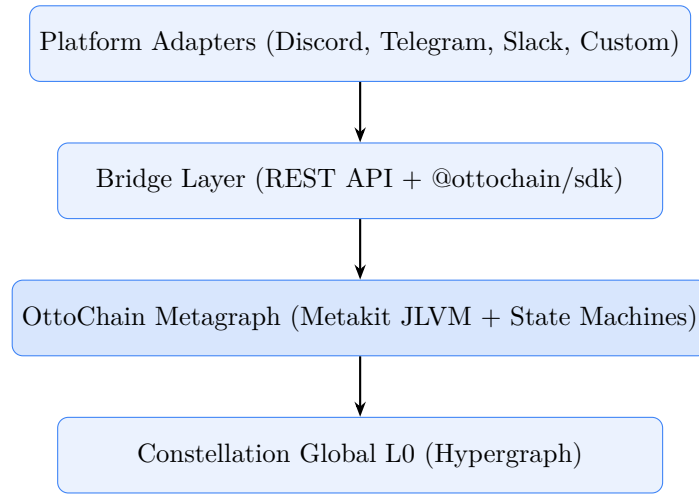 Platform Adapters (Discord, Telegram, Slack, Custom)
Bridge Layer (REST API + @ottochain/sdk)
OttoChain Metagraph (Metakit JLVM + State Machines)
Constellation Global L0 (Hypergraph)